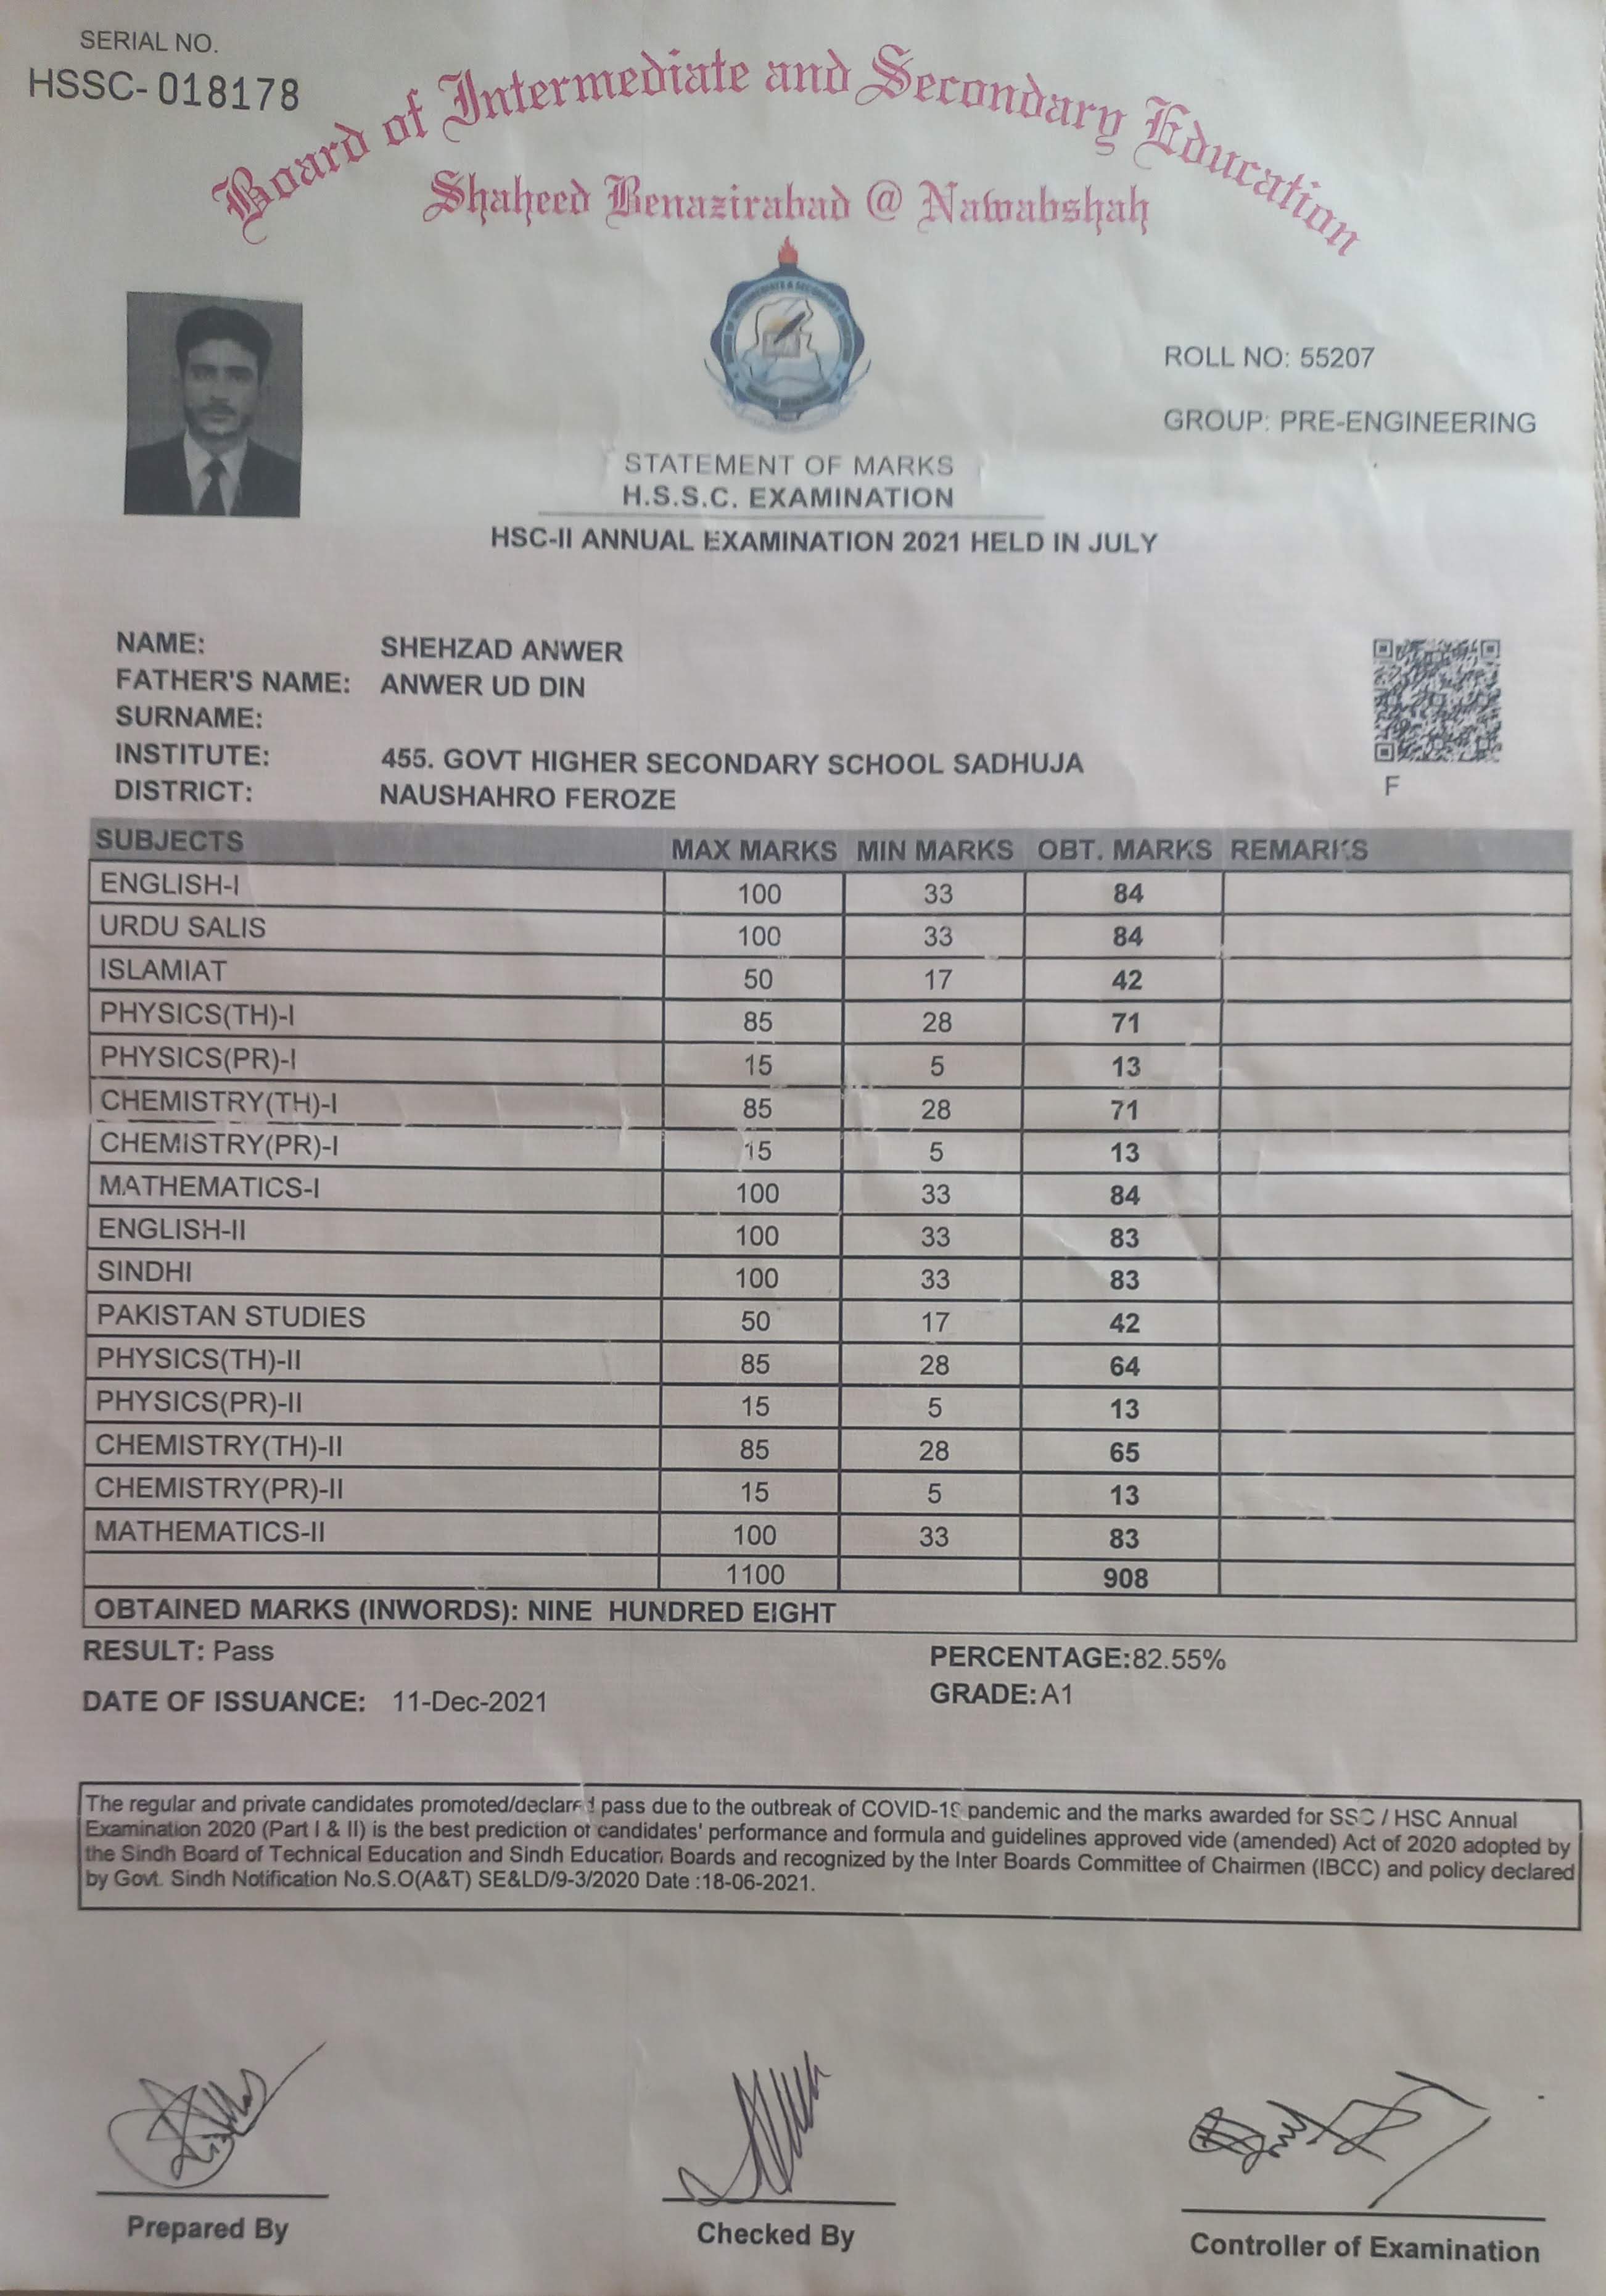 SERIAL NO.
HSSC- 018178
Board of Intermediate and Secondary Education
Shaheed Benazirabad @ Nawabshah
ROLL NO: 55207
GROUP: PRE-ENGINEERING
STATEMENT OF MARKS
H.S.S.C. EXAMINATION
HSC-II ANNUAL EXAMINATION 2021 HELD IN JULY
NAME: SHEHZAD ANWER
FATHER'S NAME: ANWER UD DIN
SURNAME:
INSTITUTE: 455. GOVT HIGHER SECONDARY SCHOOL SADHUJA
DISTRICT: NAUSHAHRO FEROZE
F
SUBJECTS MAX MARKS MIN MARKS OBT. MARKS REMARKS
ENGLISH-I 100 33 84
URDU SALIS 100 33 84
ISLAMIAT 50 17 42
PHYSICS(TH)-I 85 28 71
PHYSICS(PR)-I 15 5 13
CHEMISTRY(TH)-I 85 28 71
CHEMISTRY(PR)-I 15 5 13
MATHEMATICS-I 100 33 84
ENGLISH-II 100 33 83
SINDHI 100 33 83
PAKISTAN STUDIES 50 17 42
PHYSICS(TH)-II 85 28 64
PHYSICS(PR)-II 15 5 13
CHEMISTRY(TH)-II 85 28 65
CHEMISTRY(PR)-II 15 5 13
MATHEMATICS-II 100 33 83
1100 908
OBTAINED MARKS (INWORDS): NINE HUNDRED EIGHT
RESULT: Pass PERCENTAGE:82.55%
DATE OF ISSUANCE: 11-Dec-2021 GRADE:A1
The regular and private candidates promoted/declared pass due to the outbreak of COVID-19 pandemic and the marks awarded for SSC / HSC Annual
Examination 2020 (Part I & II) is the best prediction of candidates' performance and formula and guidelines approved vide (amended) Act of 2020 adopted by
the Sindh Board of Technical Education and Sindh Education Boards and recognized by the Inter Boards Committee of Chairmen (IBCC) and policy declared
by Govt. Sindh Notification No.S.O(A&T) SE&LD/9-3/2020 Date :18-06-2021.
Prepared By
Checked By
Controller of Examination